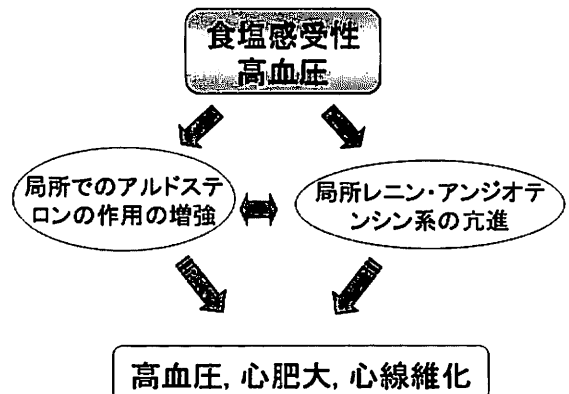 食塩感受性
高血圧
局所でのアルドステ
ロンの作用の増強
局所レニン・アンジオテ
ンシン系の亢進
高血圧, 心肥大, 心線維化